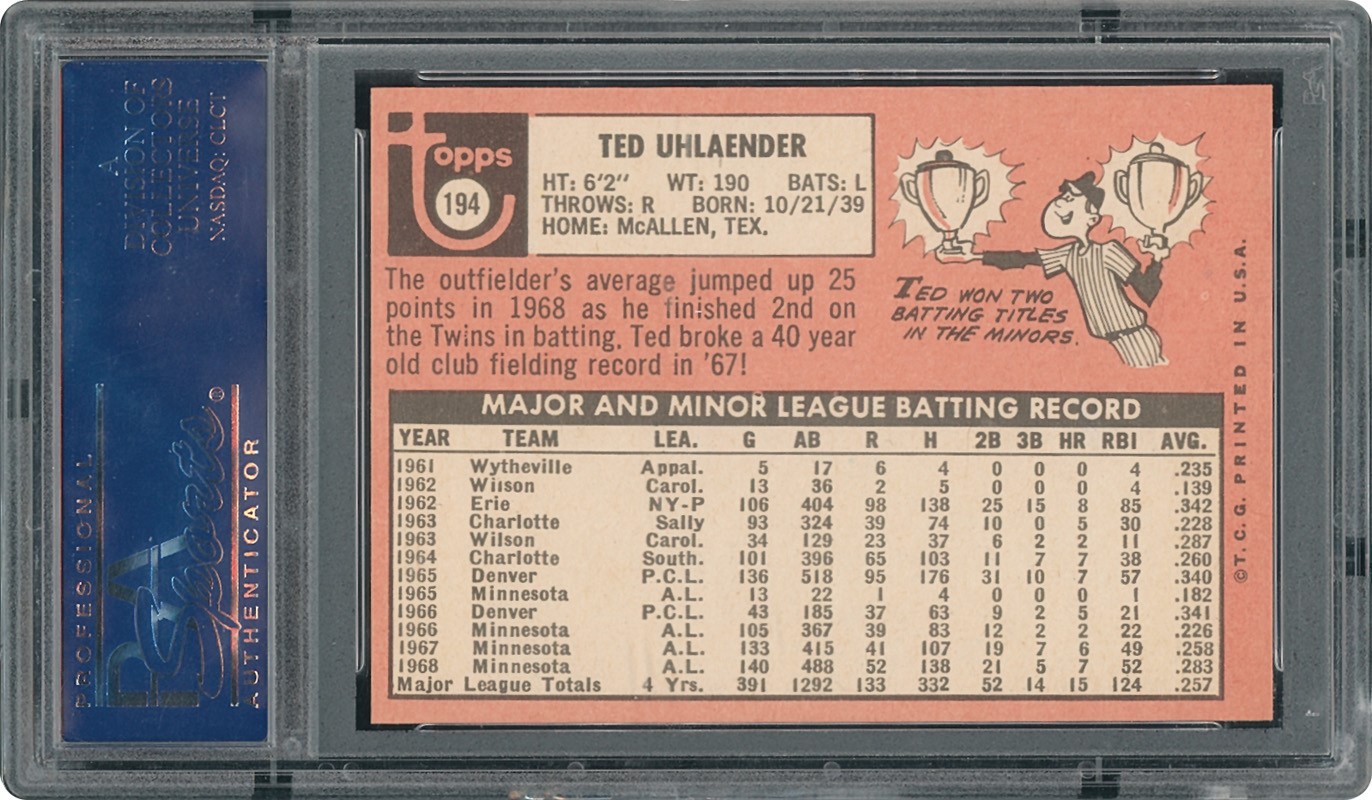 A
DIVISION OF
COLLECTORS
UNIVERSE
NASDAQ: CLCT
PROFESSIONAL
PSA
Sports®
AUTHENTICATOR
Topps
194
TED UHLAENDER
HT: 6'2" WT: 190 BATS: L
THROWS: R BORN: 10/21/39
HOME: McALLEN, TEX.
The outfielder's average jumped up 25
points in 1968 as he finished 2nd on
the Twins in batting. Ted broke a 40 year
old club fielding record in '67!
TED WON TWO
BATTING TITLES
IN THE MINORS.
MAJOR AND MINOR LEAGUE BATTING RECORD
YEAR TEAM LEA. G AB R H 2B 3B HR RBI AVG.
1961 Wytheville Appal. 5 17 6 4 0 0 0 4 .235
1962 Wilson Carol. 13 36 2 5 0 0 0 4 .139
1962 Erie NY-P 106 404 98 138 25 15 8 85 .342
1963 Charlotte Sally 93 324 39 74 10 0 5 30 .228
1963 Wilson Carol. 34 129 23 37 6 2 2 11 .287
1964 Charlotte South. 101 396 65 103 11 7 7 38 .260
1965 Denver P.C.L. 136 518 95 176 31 10 7 57 .340
1965 Minnesota A.L. 13 22 1 4 0 0 0 1 .182
1966 Denver P.C.L. 43 185 37 63 9 2 5 21 .341
1966 Minnesota A.L. 105 367 39 83 12 2 2 22 .226
1967 Minnesota A.L. 133 415 41 107 19 7 6 49 .258
1968 Minnesota A.L. 140 488 52 138 21 5 7 52 .283
Major League Totals 4 Yrs. 391 1292 133 332 52 14 15 124 .257
©T.C.G. PRINTED IN U.S.A.